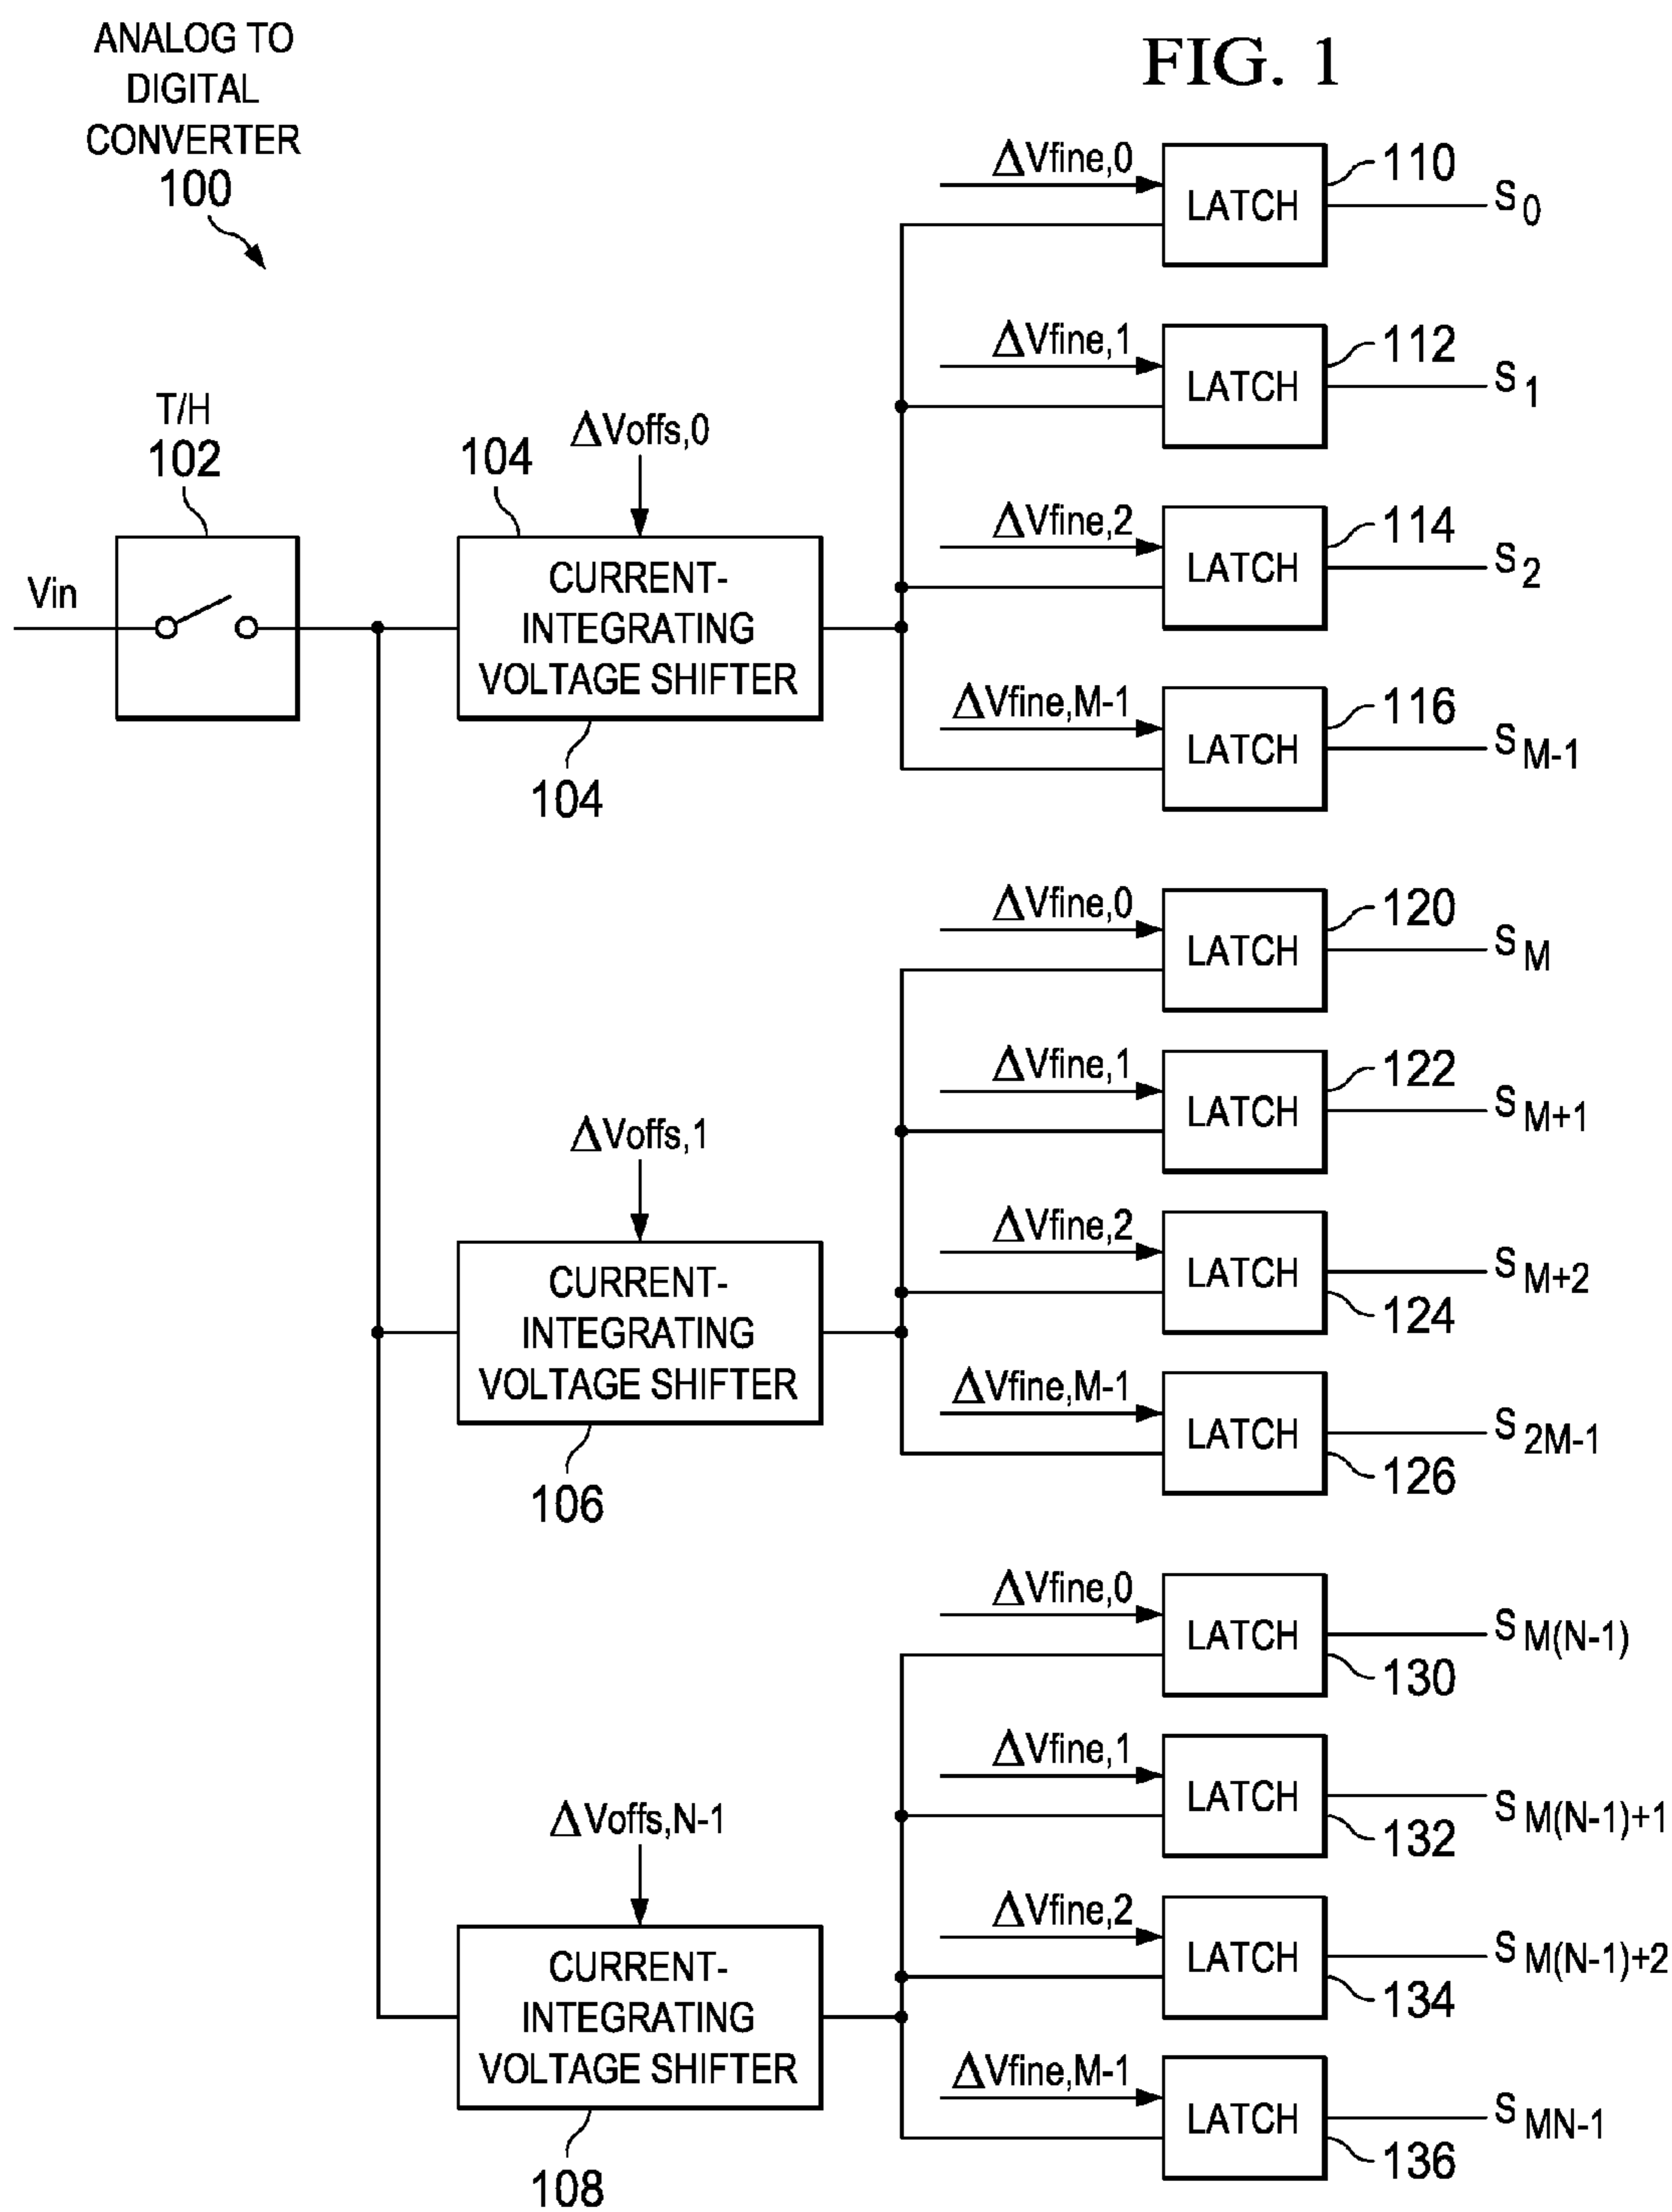 ANALOG TO
DIGITAL
CONVERTER
100
FIG. 1
T/H
102
Vin
104
ΔVoffs,0
CURRENT-
INTEGRATING
VOLTAGE SHIFTER
104
ΔVfine,0
LATCH
110
S0
ΔVfine,1
LATCH
112
S1
ΔVfine,2
LATCH
114
S2
ΔVfine,M-1
LATCH
116
SM-1
ΔVoffs,1
CURRENT-
INTEGRATING
VOLTAGE SHIFTER
106
ΔVfine,0
LATCH
120
SM
ΔVfine,1
LATCH
122
SM+1
ΔVfine,2
LATCH
124
SM+2
ΔVfine,M-1
LATCH
126
S2M-1
ΔVoffs,N-1
CURRENT-
INTEGRATING
VOLTAGE SHIFTER
108
ΔVfine,0
LATCH
130
SM(N-1)
ΔVfine,1
LATCH
132
SM(N-1)+1
ΔVfine,2
LATCH
134
SM(N-1)+2
ΔVfine,M-1
LATCH
136
SMN-1